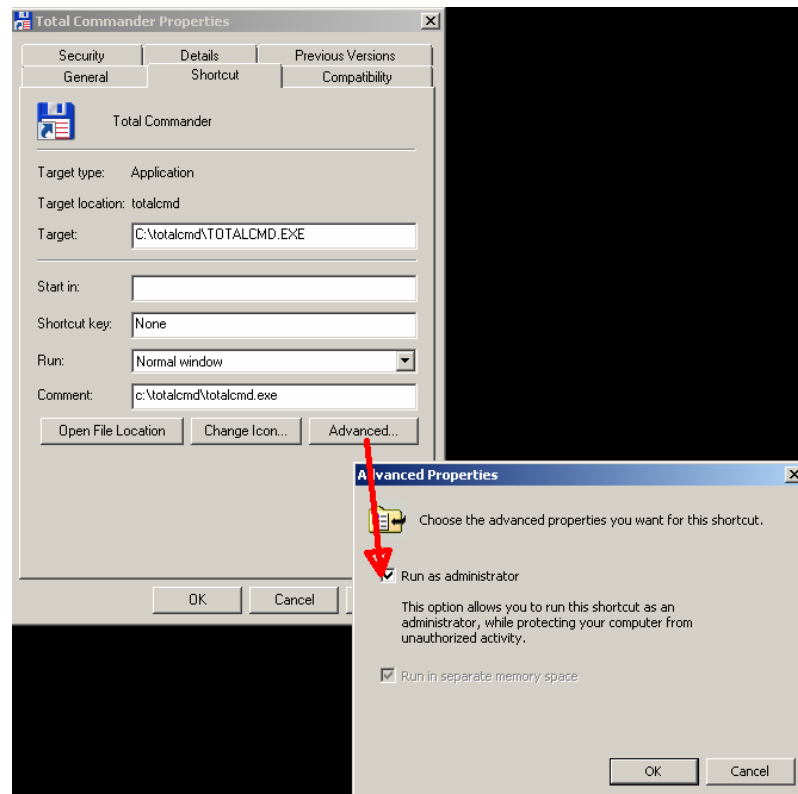 Total Commander Properties
Security Details Previous Versions
General Shortcut Compatibility
Total Commander
Target type: Application
Target location: totalcmd
Target: C:\totalcmd\TOTALCMD.EXE
Start in:
Shortcut key: None
Run: Normal window
Comment: c:\totalcmd\totalcmd.exe
Open File Location Change Icon... Advanced...
OK Cancel
Advanced Properties
Choose the advanced properties you want for this shortcut.
Run as administrator
This option allows you to run this shortcut as an
administrator, while protecting your computer from
unauthorized activity.
Run in separate memory space
OK Cancel